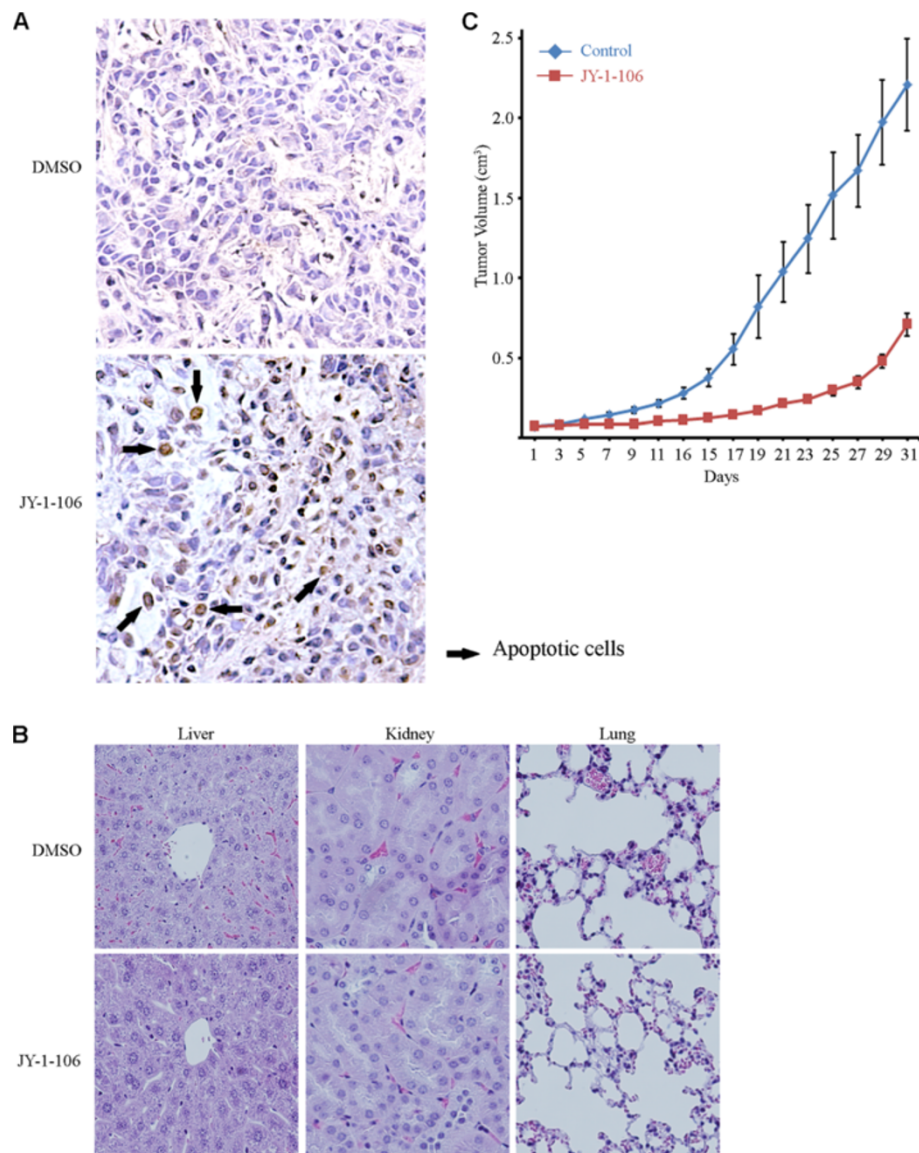 A
DMSO
JY-1-106
Apoptotic cells
C
Control
JY-1-106
Tumor Volume (cm³)
2.5
2.0
1.5
1.0
0.5
1 3 5 7 9 11 16 15 17 19 21 23 25 27 29 31
Days
B
Liver Kidney Lung
DMSO
JY-1-106